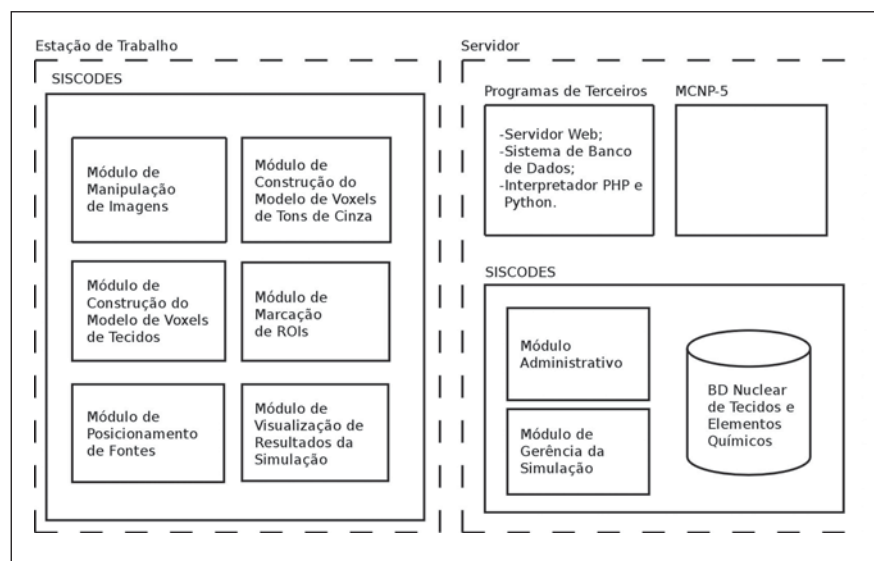 Estação de Trabalho
SISCODES
Módulo de
Manipulação
de Imagens
Módulo de
Construção do
Modelo de Voxels
de Tons de Cinza
Módulo de
Construção do
Modelo de Voxels
de Tecidos
Módulo de
Marcação
de ROIs
Módulo de
Posicionamento
de Fontes
Módulo de
Visualização de
Resultados da
Simulação
Servidor
Programas de Terceiros
-Servidor Web;
-Sistema de Banco
de Dados;
-Interpretador PHP e
Python.
MCNP-5
SISCODES
Módulo
Administrativo
Módulo de
Gerência da
Simulação
BD Nuclear
de Tecidos e
Elementos
Químicos